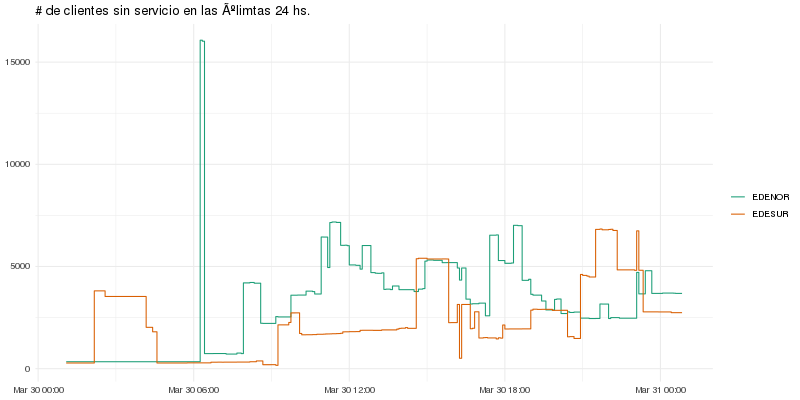 # de clientes sin servicio en las Ãºlimtas 24 hs.
15000
10000
5000
0
Mar 30 00:00
Mar 30 06:00
Mar 30 12:00
Mar 30 18:00
Mar 31 00:00
EDENOR
EDESUR